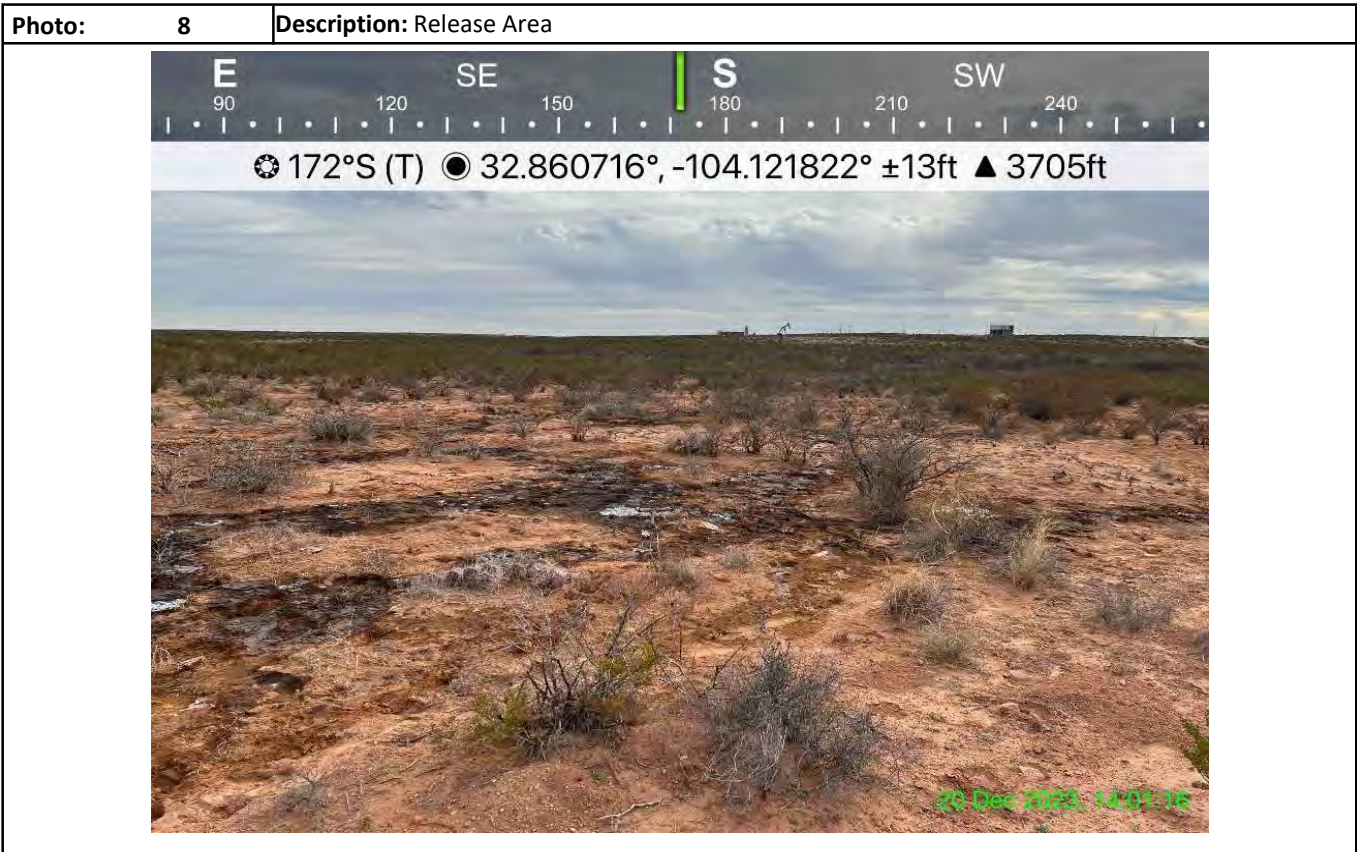 Photo: 8 Description: Release Area
E SE S SW
90 120 150 180 210 240
172°S (T) 32.860716°, -104.121822° ±13ft ▲ 3705ft
20 Dec 2023, 14:01:16